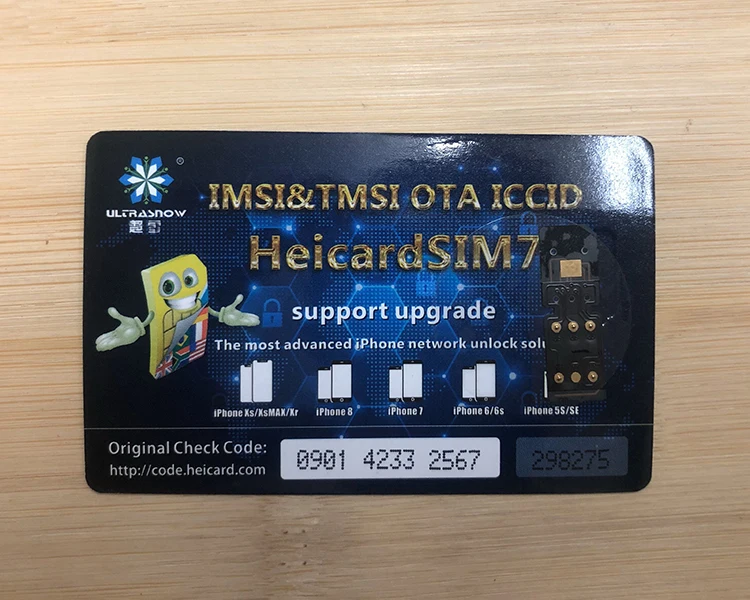 ®
ULTRASNOW
超雪
IMSI&TMSI OTA ICCID
HeicardSIM7
support upgrade
The most advanced iPhone network unlock solu
iPhone Xs/XsMAX/Xr iPhone 8 iPhone 7 iPhone 6/6s iPhone 5S/SE
Original Check Code:
http://code.heicard.com
0901 4233 2567
298275